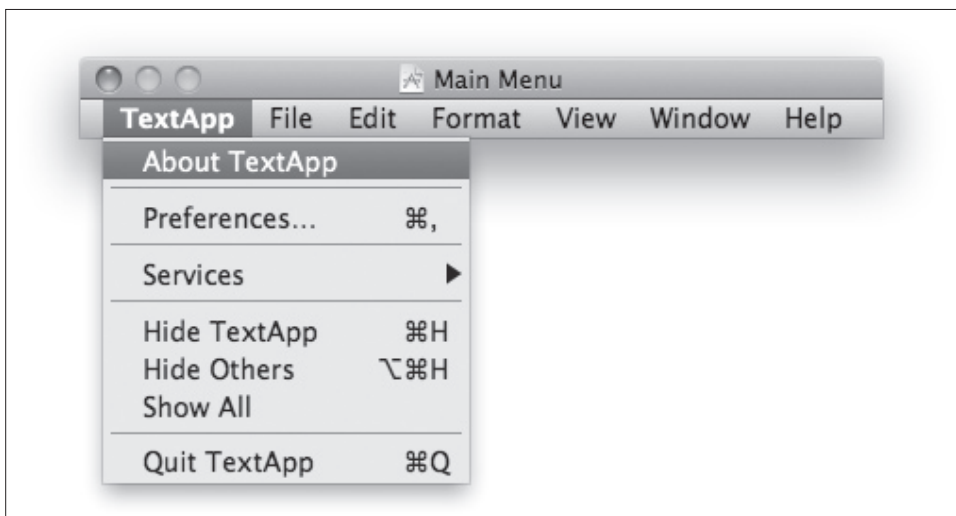 Main Menu
TextApp File Edit Format View Window Help
About TextApp
Preferences... ⌘,
Services ▶
Hide TextApp ⌘H
Hide Others ⌥⌘H
Show All
Quit TextApp ⌘Q